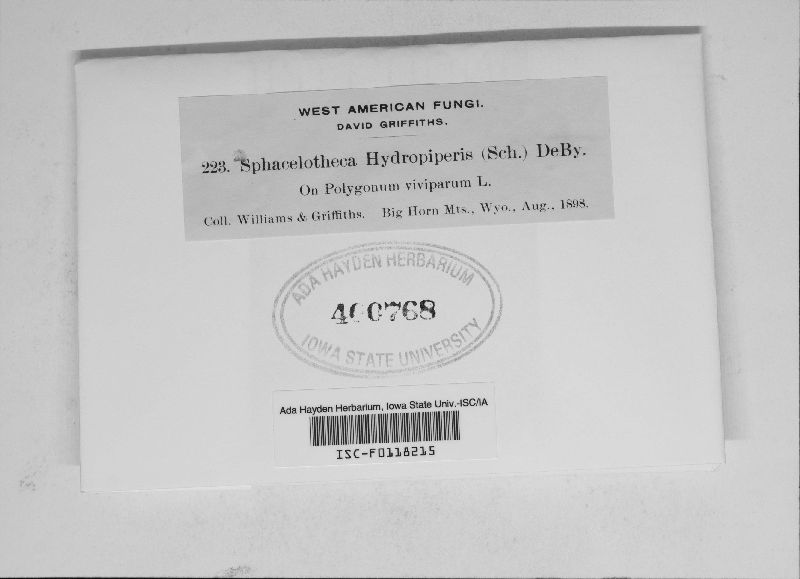 WEST AMERICAN FUNGI.
DAVID GRIFFITHS.
223. Sphacelotheca Hydropiperis (Sch.) DeBy.
On Polygonum viviparum L.
Coll. Williams & Griffiths. Big Horn Mts., Wyo., Aug., 1898.
ADA HAYDEN HERBARIUM
400768
IOWA STATE UNIVERSITY
Ada Hayden Herbarium, Iowa State Univ.-ISC/IA
ISC-F0118215